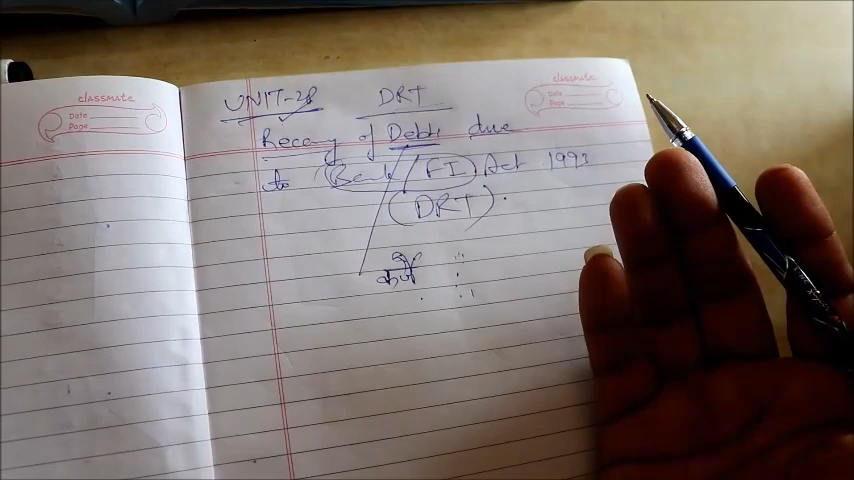 classmate
Date
Page
classmate
Date
Page
UNIT-28 DRT
Recovery of Debts due
to (Bank/FI) Act 1993
(DRT).